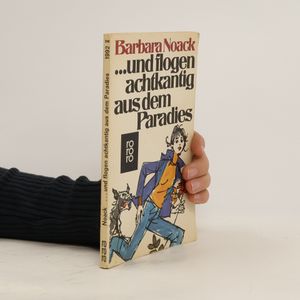 Barbara Noack
...und flogen
achtkantig
aus dem
Paradies
rororo
Noack ...und flogen achtkantig aus dem Paradies 1992